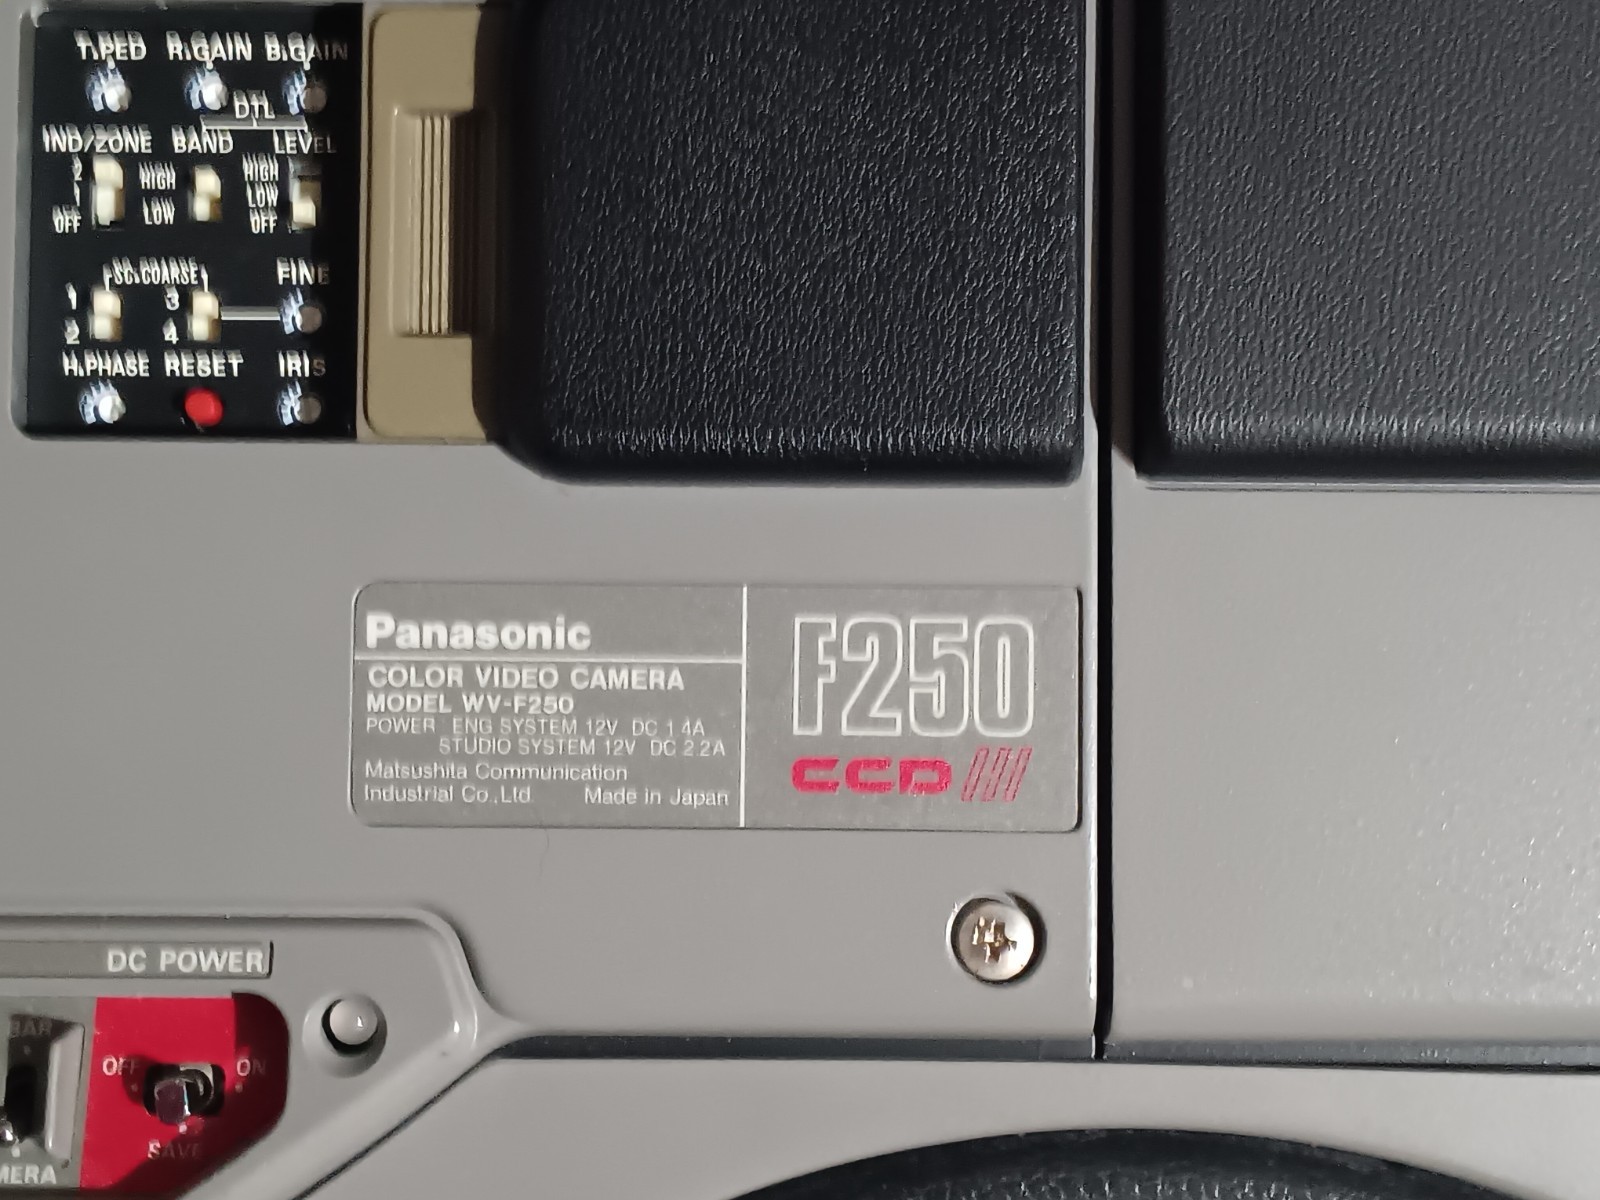 T.PED R.GAIN B.GAIN
DTL
IND/ZONE BAND LEVEL
2 HIGH HIGH
1 LOW
OFF LOW OFF
SC.COARSE FINE
1 3
2 4
H.PHASE RESET IRIS
Panasonic
COLOR VIDEO CAMERA
MODEL WV-F250
POWER ENG SYSTEM 12V DC 1.4A
STUDIO SYSTEM 12V DC 2.2A
Matsushita Communication
Industrial Co.,Ltd. Made in Japan
F250
CCD
DC POWER
BAR
OFF ON
SAVE
MERA